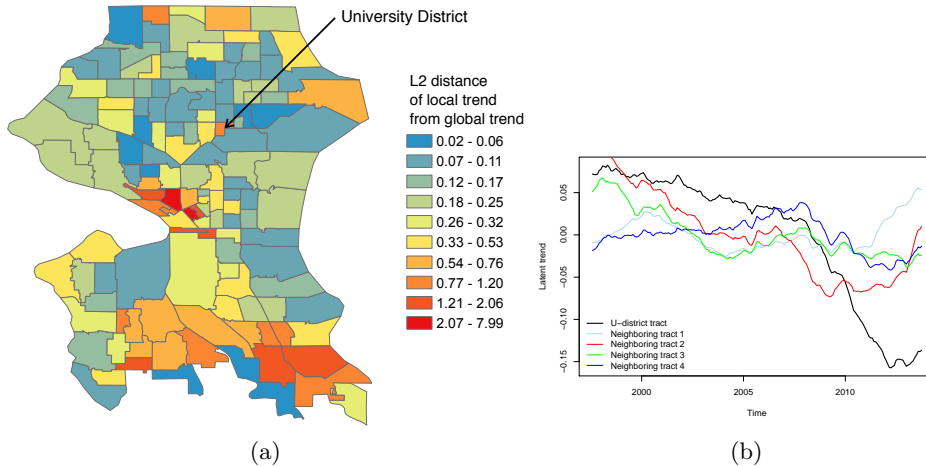 University District
L2 distance
of local trend
from global trend
0.02 - 0.06
0.07 - 0.11
0.12 - 0.17
0.18 - 0.25
0.26 - 0.32
0.33 - 0.53
0.54 - 0.76
0.77 - 1.20
1.21 - 2.06
2.07 - 7.99
(a)
Latent trend
0.05
0.00
−0.05
−0.10
−0.15
U−district tract
Neighboring tract 1
Neighboring tract 2
Neighboring tract 3
Neighboring tract 4
2000
2005
2010
Time
(b)